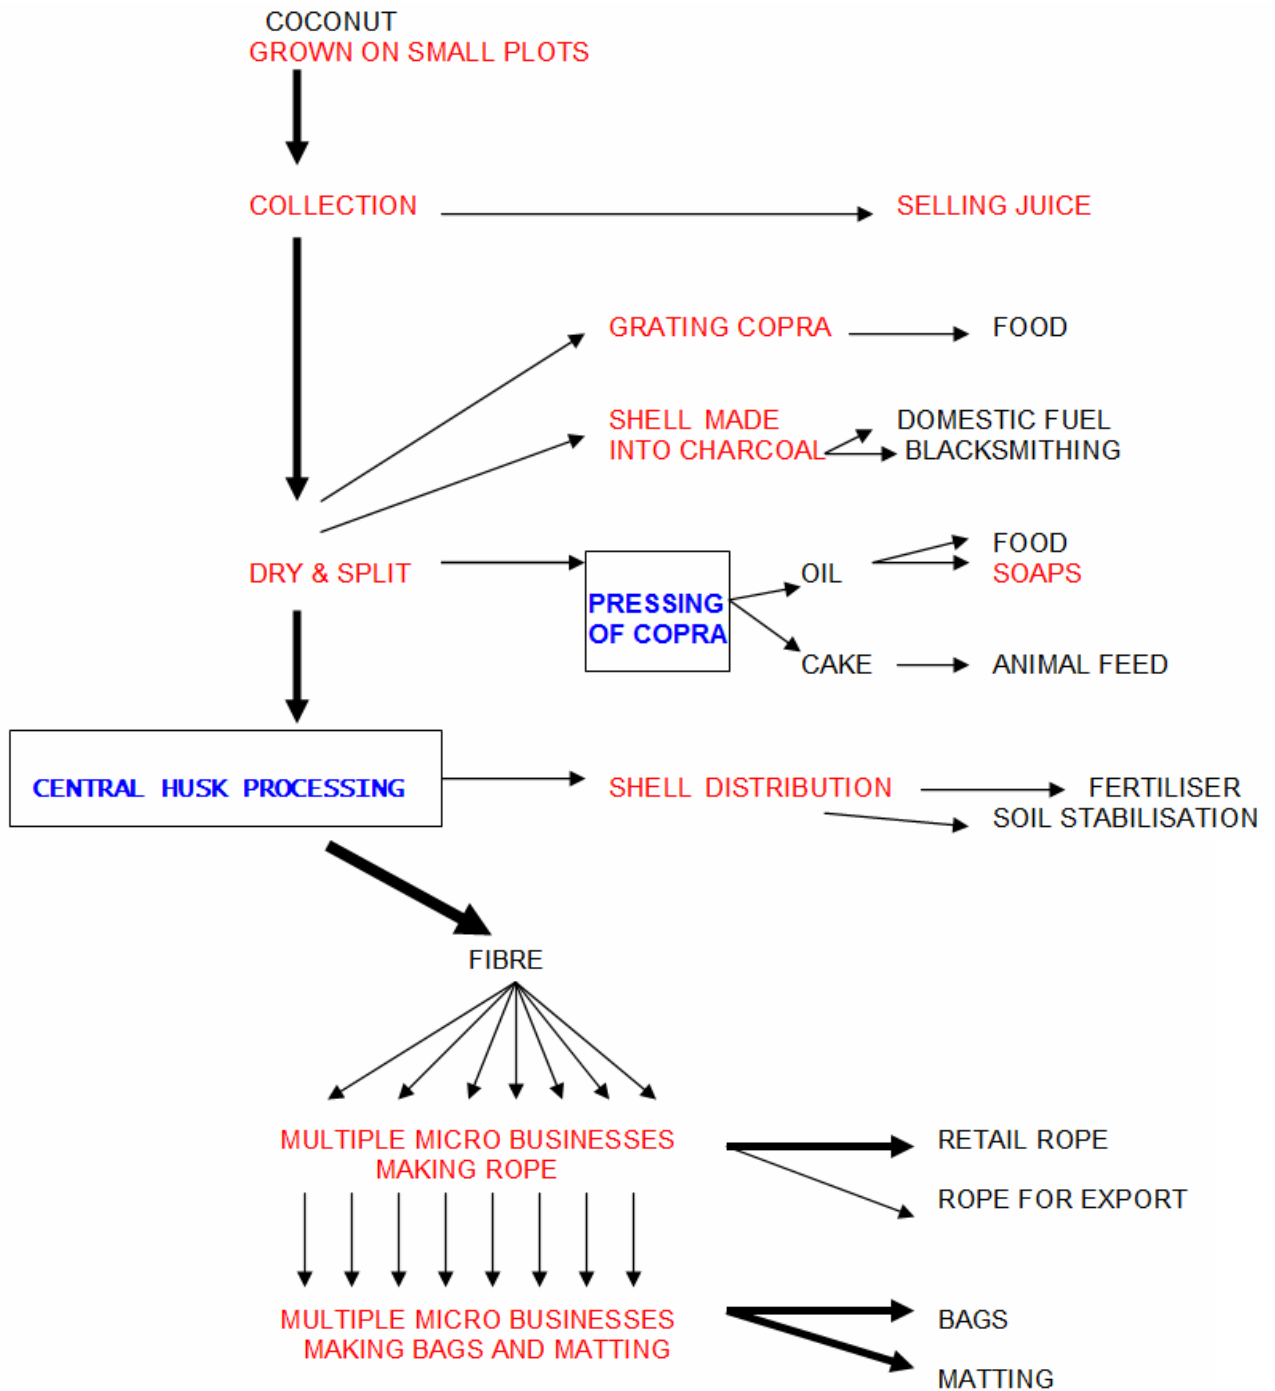 COCONUT
GROWN ON SMALL PLOTS
COLLECTION
SELLING JUICE
GRATING COPRA
FOOD
SHELL MADE
INTO CHARCOAL
DOMESTIC FUEL
BLACKSMITHING
DRY & SPLIT
PRESSING
OF COPRA
OIL
FOOD
SOAPS
CAKE
ANIMAL FEED
CENTRAL HUSK PROCESSING
SHELL DISTRIBUTION
FERTILISER
SOIL STABILISATION
FIBRE
MULTIPLE MICRO BUSINESSES
MAKING ROPE
RETAIL ROPE
ROPE FOR EXPORT
MULTIPLE MICRO BUSINESSES
MAKING BAGS AND MATTING
BAGS
MATTING